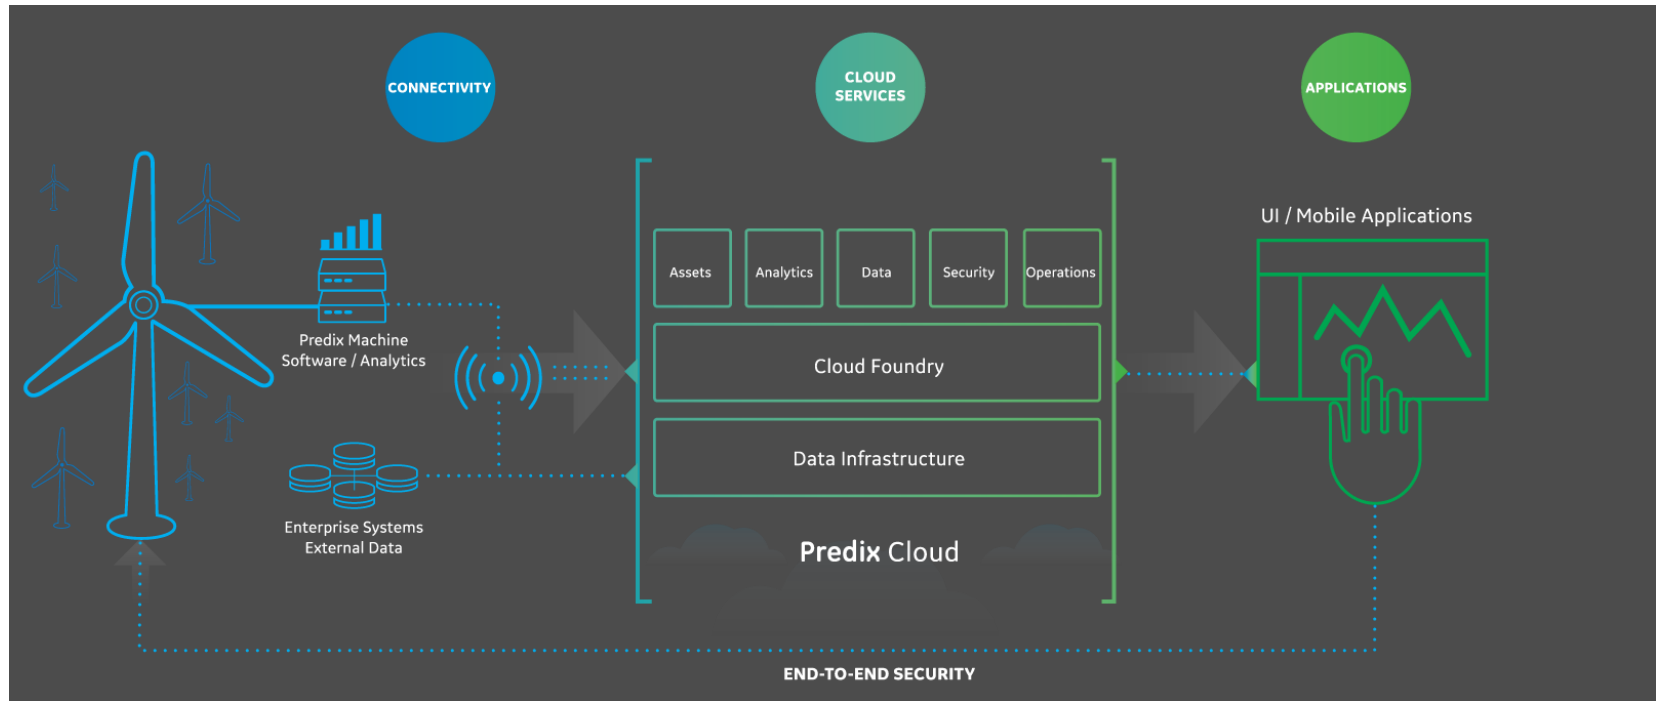 CONNECTIVITY
CLOUD
SERVICES
APPLICATIONS
Predix Machine
Software / Analytics
Enterprise Systems
External Data
Assets
Analytics
Data
Security
Operations
Cloud Foundry
Data Infrastructure
Predix Cloud
UI / Mobile Applications
END-TO-END SECURITY